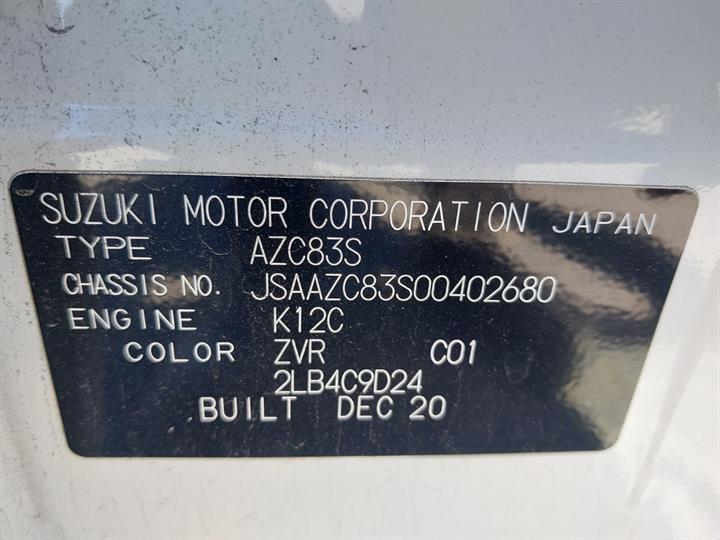 SUZUKI MOTOR CORPORATION JAPAN
TYPE AZC83S
CHASSIS NO. JSAAZC83S00402680
ENGINE K12C
COLOR ZVR C01
2LB4C9D24
BUILT DEC 20